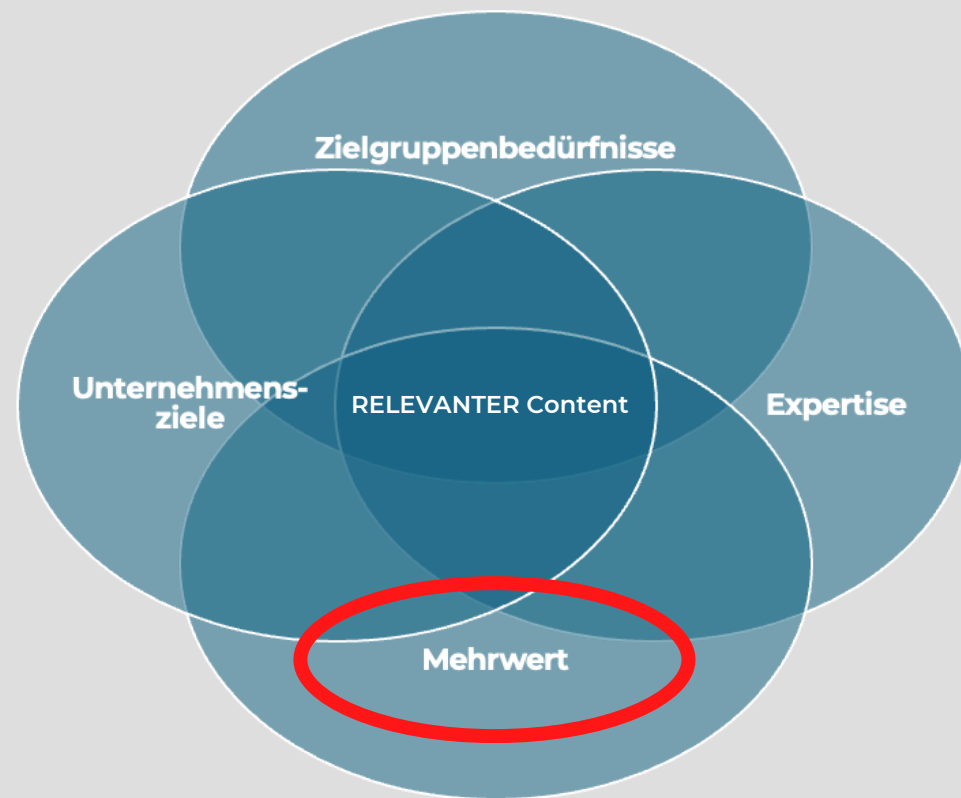 Zielgruppenbedürfnisse
Unternehmens-
ziele
RELEVANTER Content
Expertise
Mehrwert